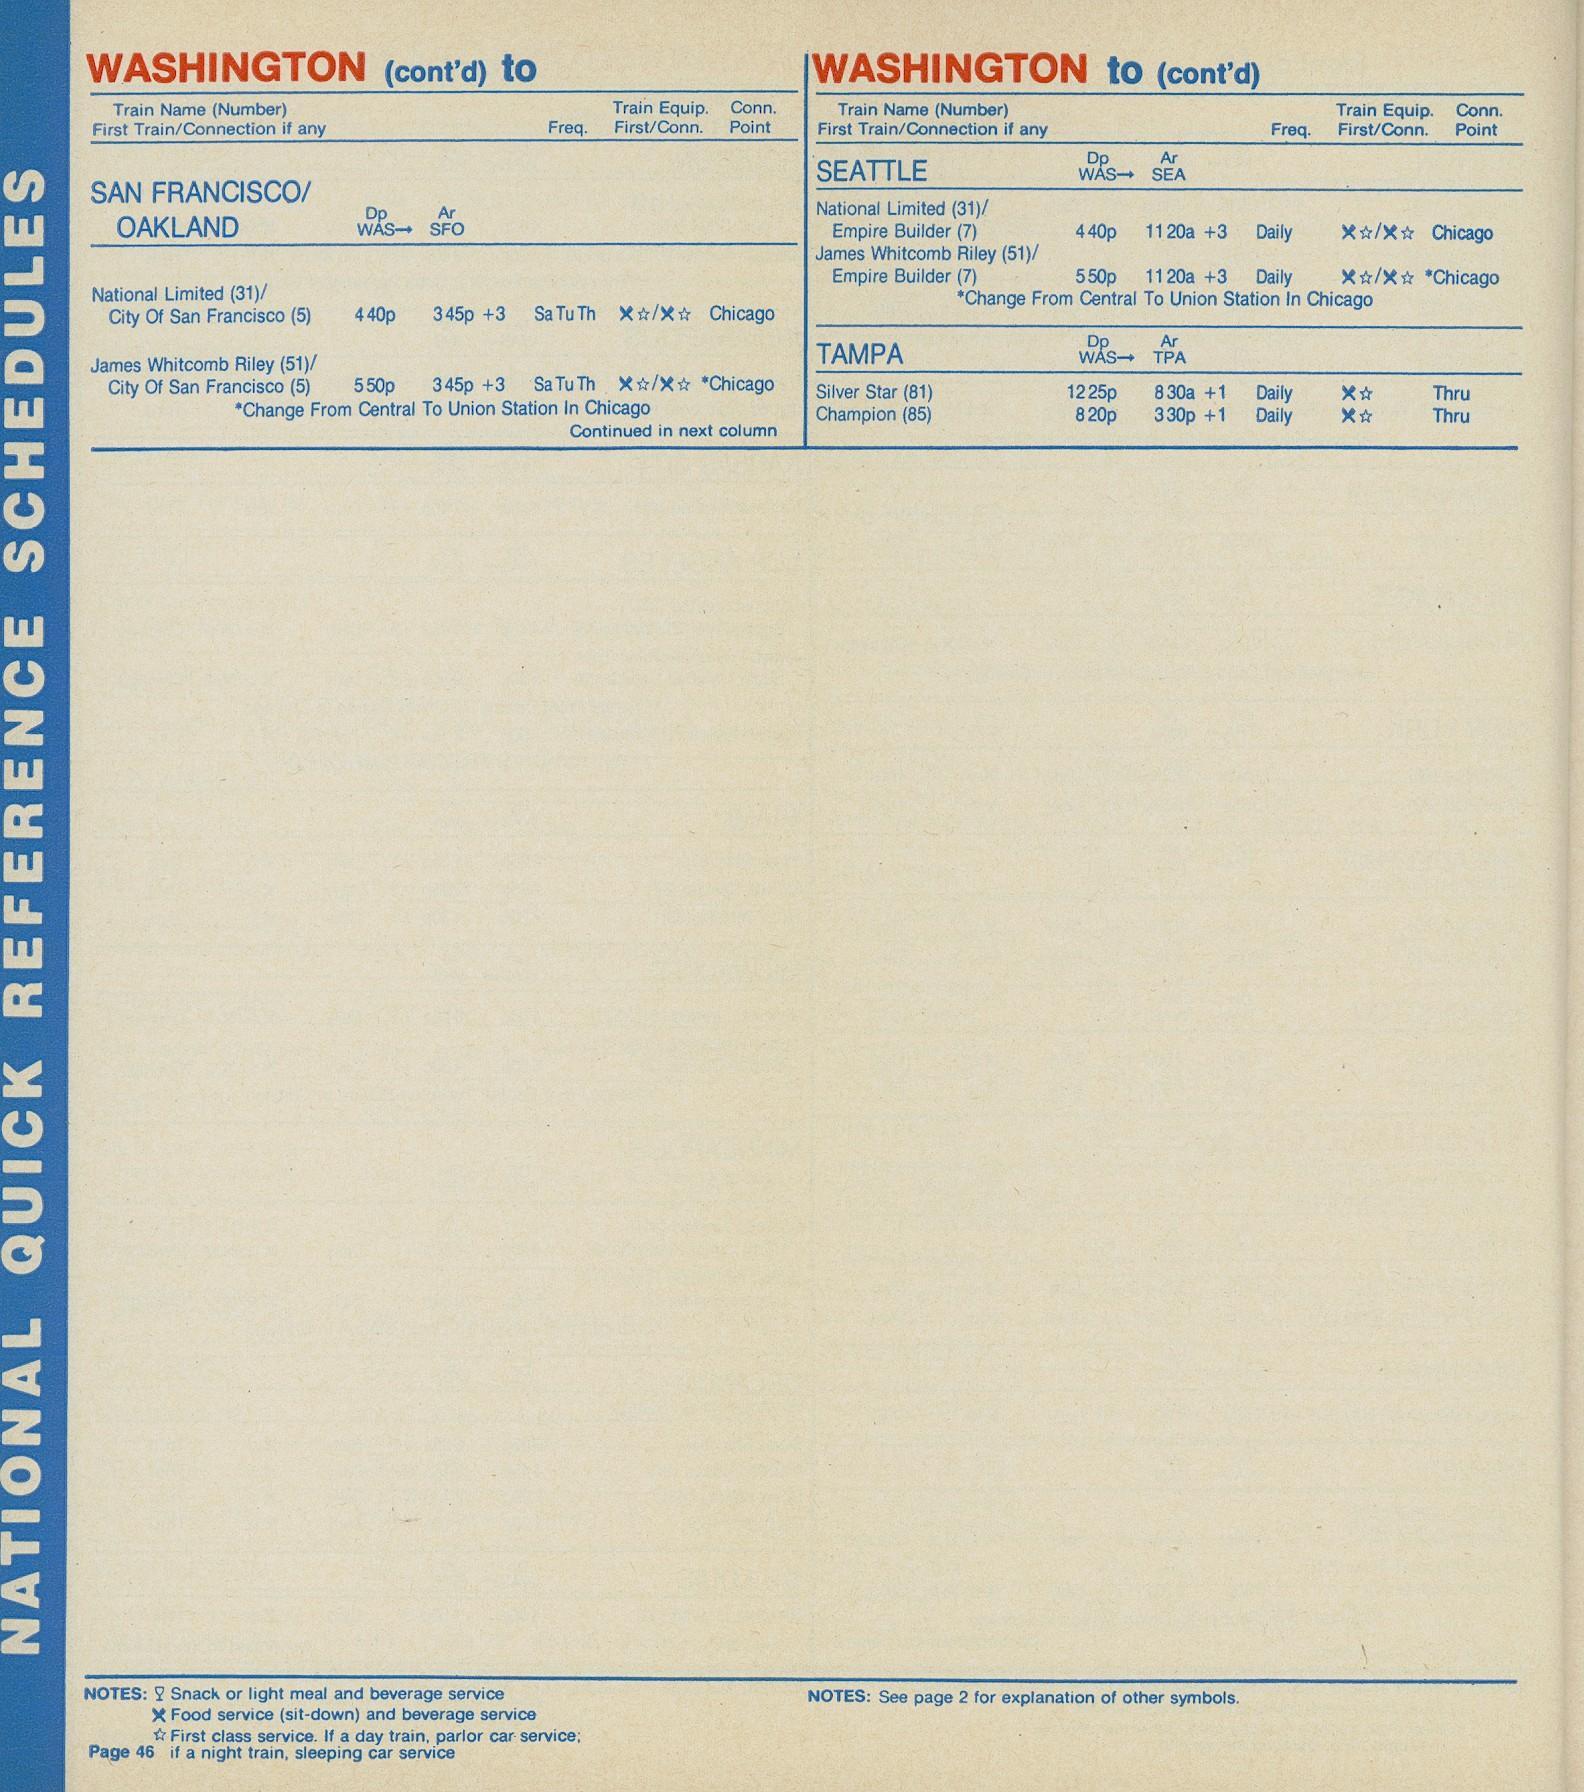 NATIONAL QUICK REFERENCE SCHEDULES
WASHINGTON (cont'd) to
Train Name (Number) Train Equip. Conn.
First Train/Connection if any Freq. First/Conn. Point
SAN FRANCISCO/
OAKLAND
Dp Ar
WAS→ SFO
National Limited (31)/
City Of San Francisco (5) 4 40p 3 45p +3 Sa Tu Th ✕☆/✕☆ Chicago
James Whitcomb Riley (51)/
City Of San Francisco (5) 5 50p 3 45p +3 Sa Tu Th ✕☆/✕☆ *Chicago
*Change From Central To Union Station In Chicago
Continued in next column
WASHINGTON to (cont'd)
Train Name (Number) Train Equip. Conn.
First Train/Connection if any Freq. First/Conn. Point
Dp Ar
SEATTLE WAS→ SEA
National Limited (31)/
Empire Builder (7) 4 40p 11 20a +3 Daily ✕☆/✕☆ Chicago
James Whitcomb Riley (51)/
Empire Builder (7) 5 50p 11 20a +3 Daily ✕☆/✕☆ *Chicago
*Change From Central To Union Station In Chicago
Dp Ar
TAMPA WAS→ TPA
Silver Star (81) 12 25p 8 30a +1 Daily ✕☆ Thru
Champion (85) 8 20p 3 30p +1 Daily ✕☆ Thru
NOTES: Snack or light meal and beverage service
✕ Food service (sit-down) and beverage service
☆ First class service. If a day train, parlor car service;
Page 46 if a night train, sleeping car service
NOTES: See page 2 for explanation of other symbols.